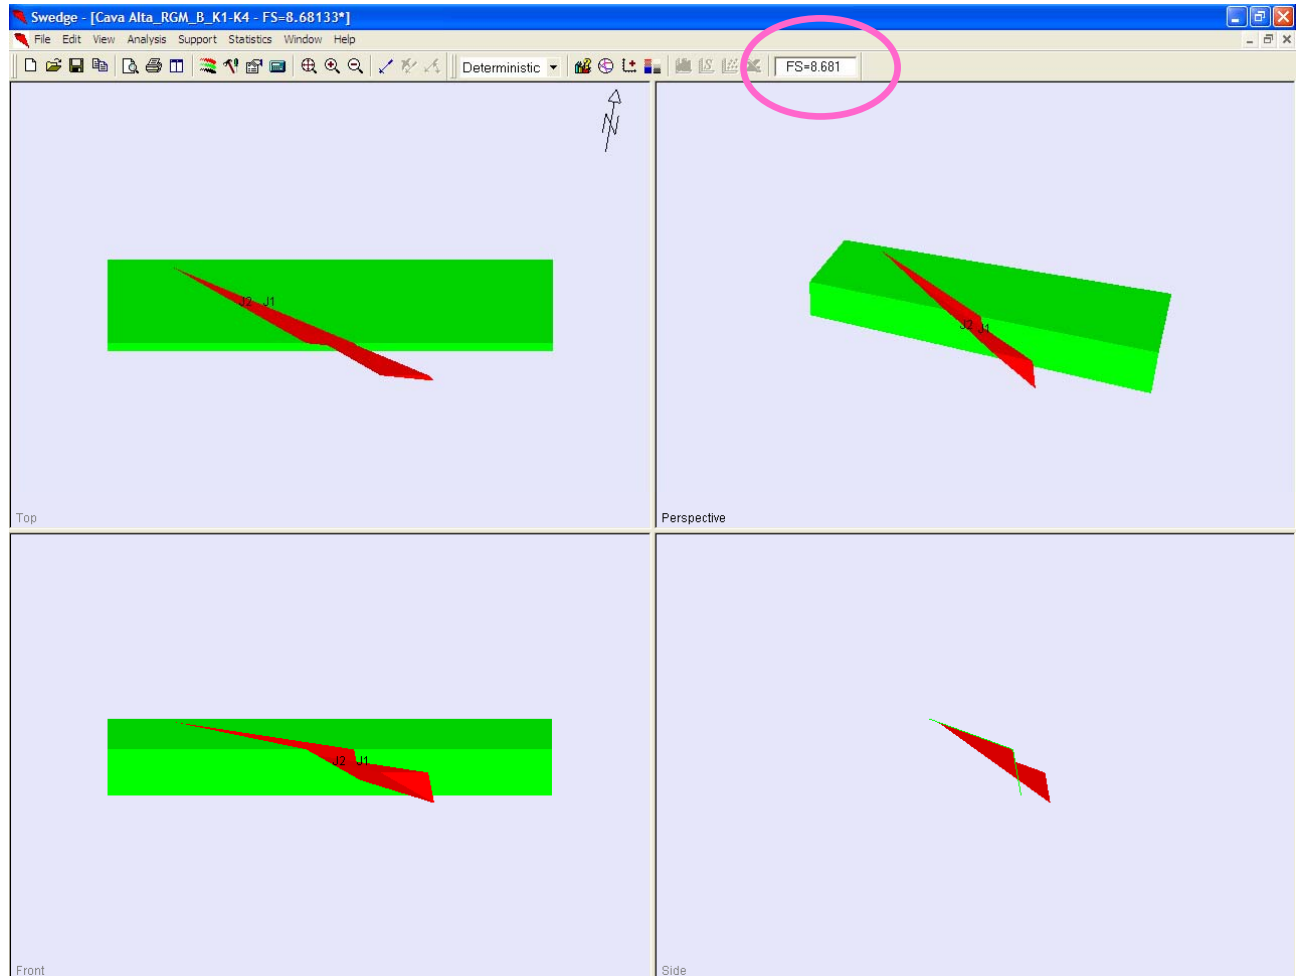 Swedge - [Cava Alta_RGM_B_K1-K4 - FS=8.68133*]
File Edit View Analysis Support Statistics Window Help
Deterministic FS=8.681
N
J2 J1
Top
J2 J1
Perspective
J2 J1
Front
Side